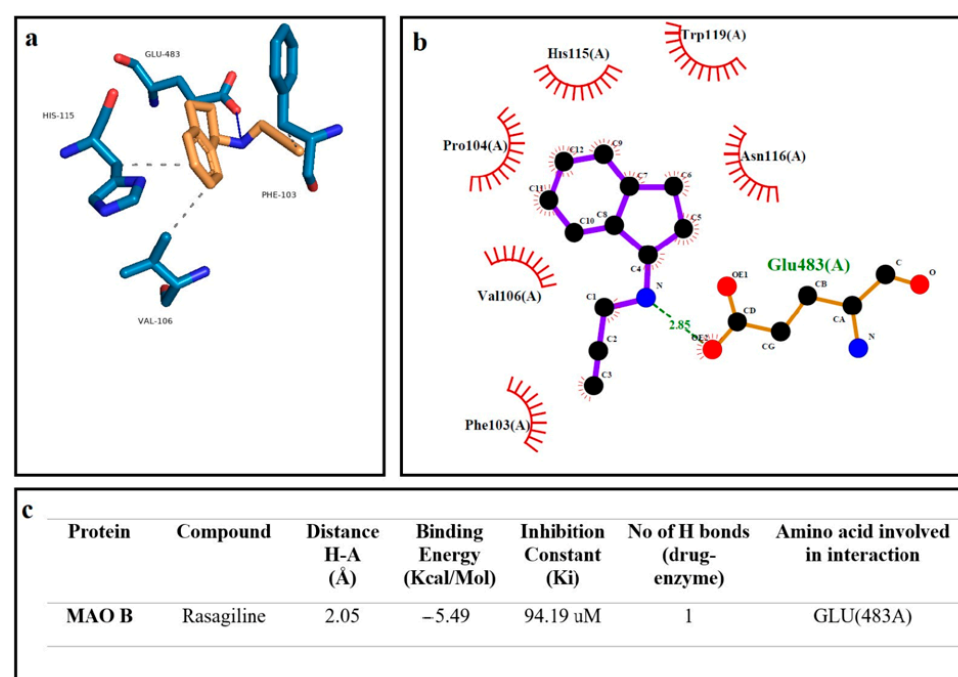 a
GLU-483
HIS-115
PHE-103
VAL-106
b
Trp119(A)
His115(A)
Pro104(A)
Asn116(A)
C12
C9
C7
C6
C11
C10
C8
C5
C4
Glu483(A)
Val106(A)
C1
N
OE1
CB
C
O
CD
CA
2.85
OE2
CG
N
C2
C3
Phe103(A)
c
Protein Compound Distance Binding Inhibition No of H bonds Amino acid involved
H-A Energy Constant (drug- in interaction
(Å) (Kcal/Mol) (Ki) enzyme)
MAO B Rasagiline 2.05 –5.49 94.19 uM 1 GLU(483A)